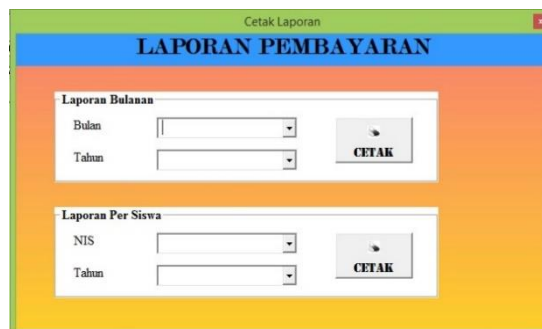 Cetak Laporan
LAPORAN PEMBAYARAN
Laporan Bulanan
Bulan
CETAK
Tahun
Laporan Per Siswa
NIS
CETAK
Tahun